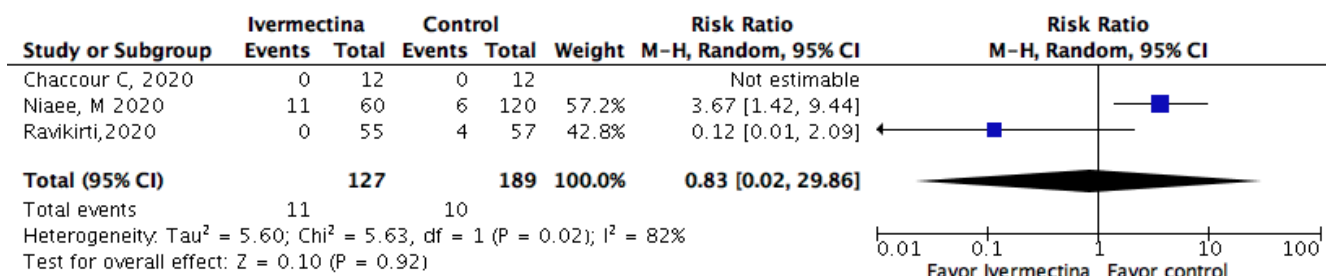 Ivermectina Control Risk Ratio Risk Ratio
Study or Subgroup Events Total Events Total Weight M-H, Random, 95% CI M-H, Random, 95% CI
Chaccour C, 2020 0 12 0 12 Not estimable
Niaee, M 2020 11 60 6 120 57.2% 3.67 [1.42, 9.44]
Ravikirti,2020 0 55 4 57 42.8% 0.12 [0.01, 2.09]
Total (95% CI) 127 189 100.0% 0.83 [0.02, 29.86]
Total events 11 10
Heterogeneity: Tau² = 5.60; Chi² = 5.63, df = 1 (P = 0.02); I² = 82%
Test for overall effect: Z = 0.10 (P = 0.92)
0.01 0.1 1 10 100
Favor Ivermectina Favor control